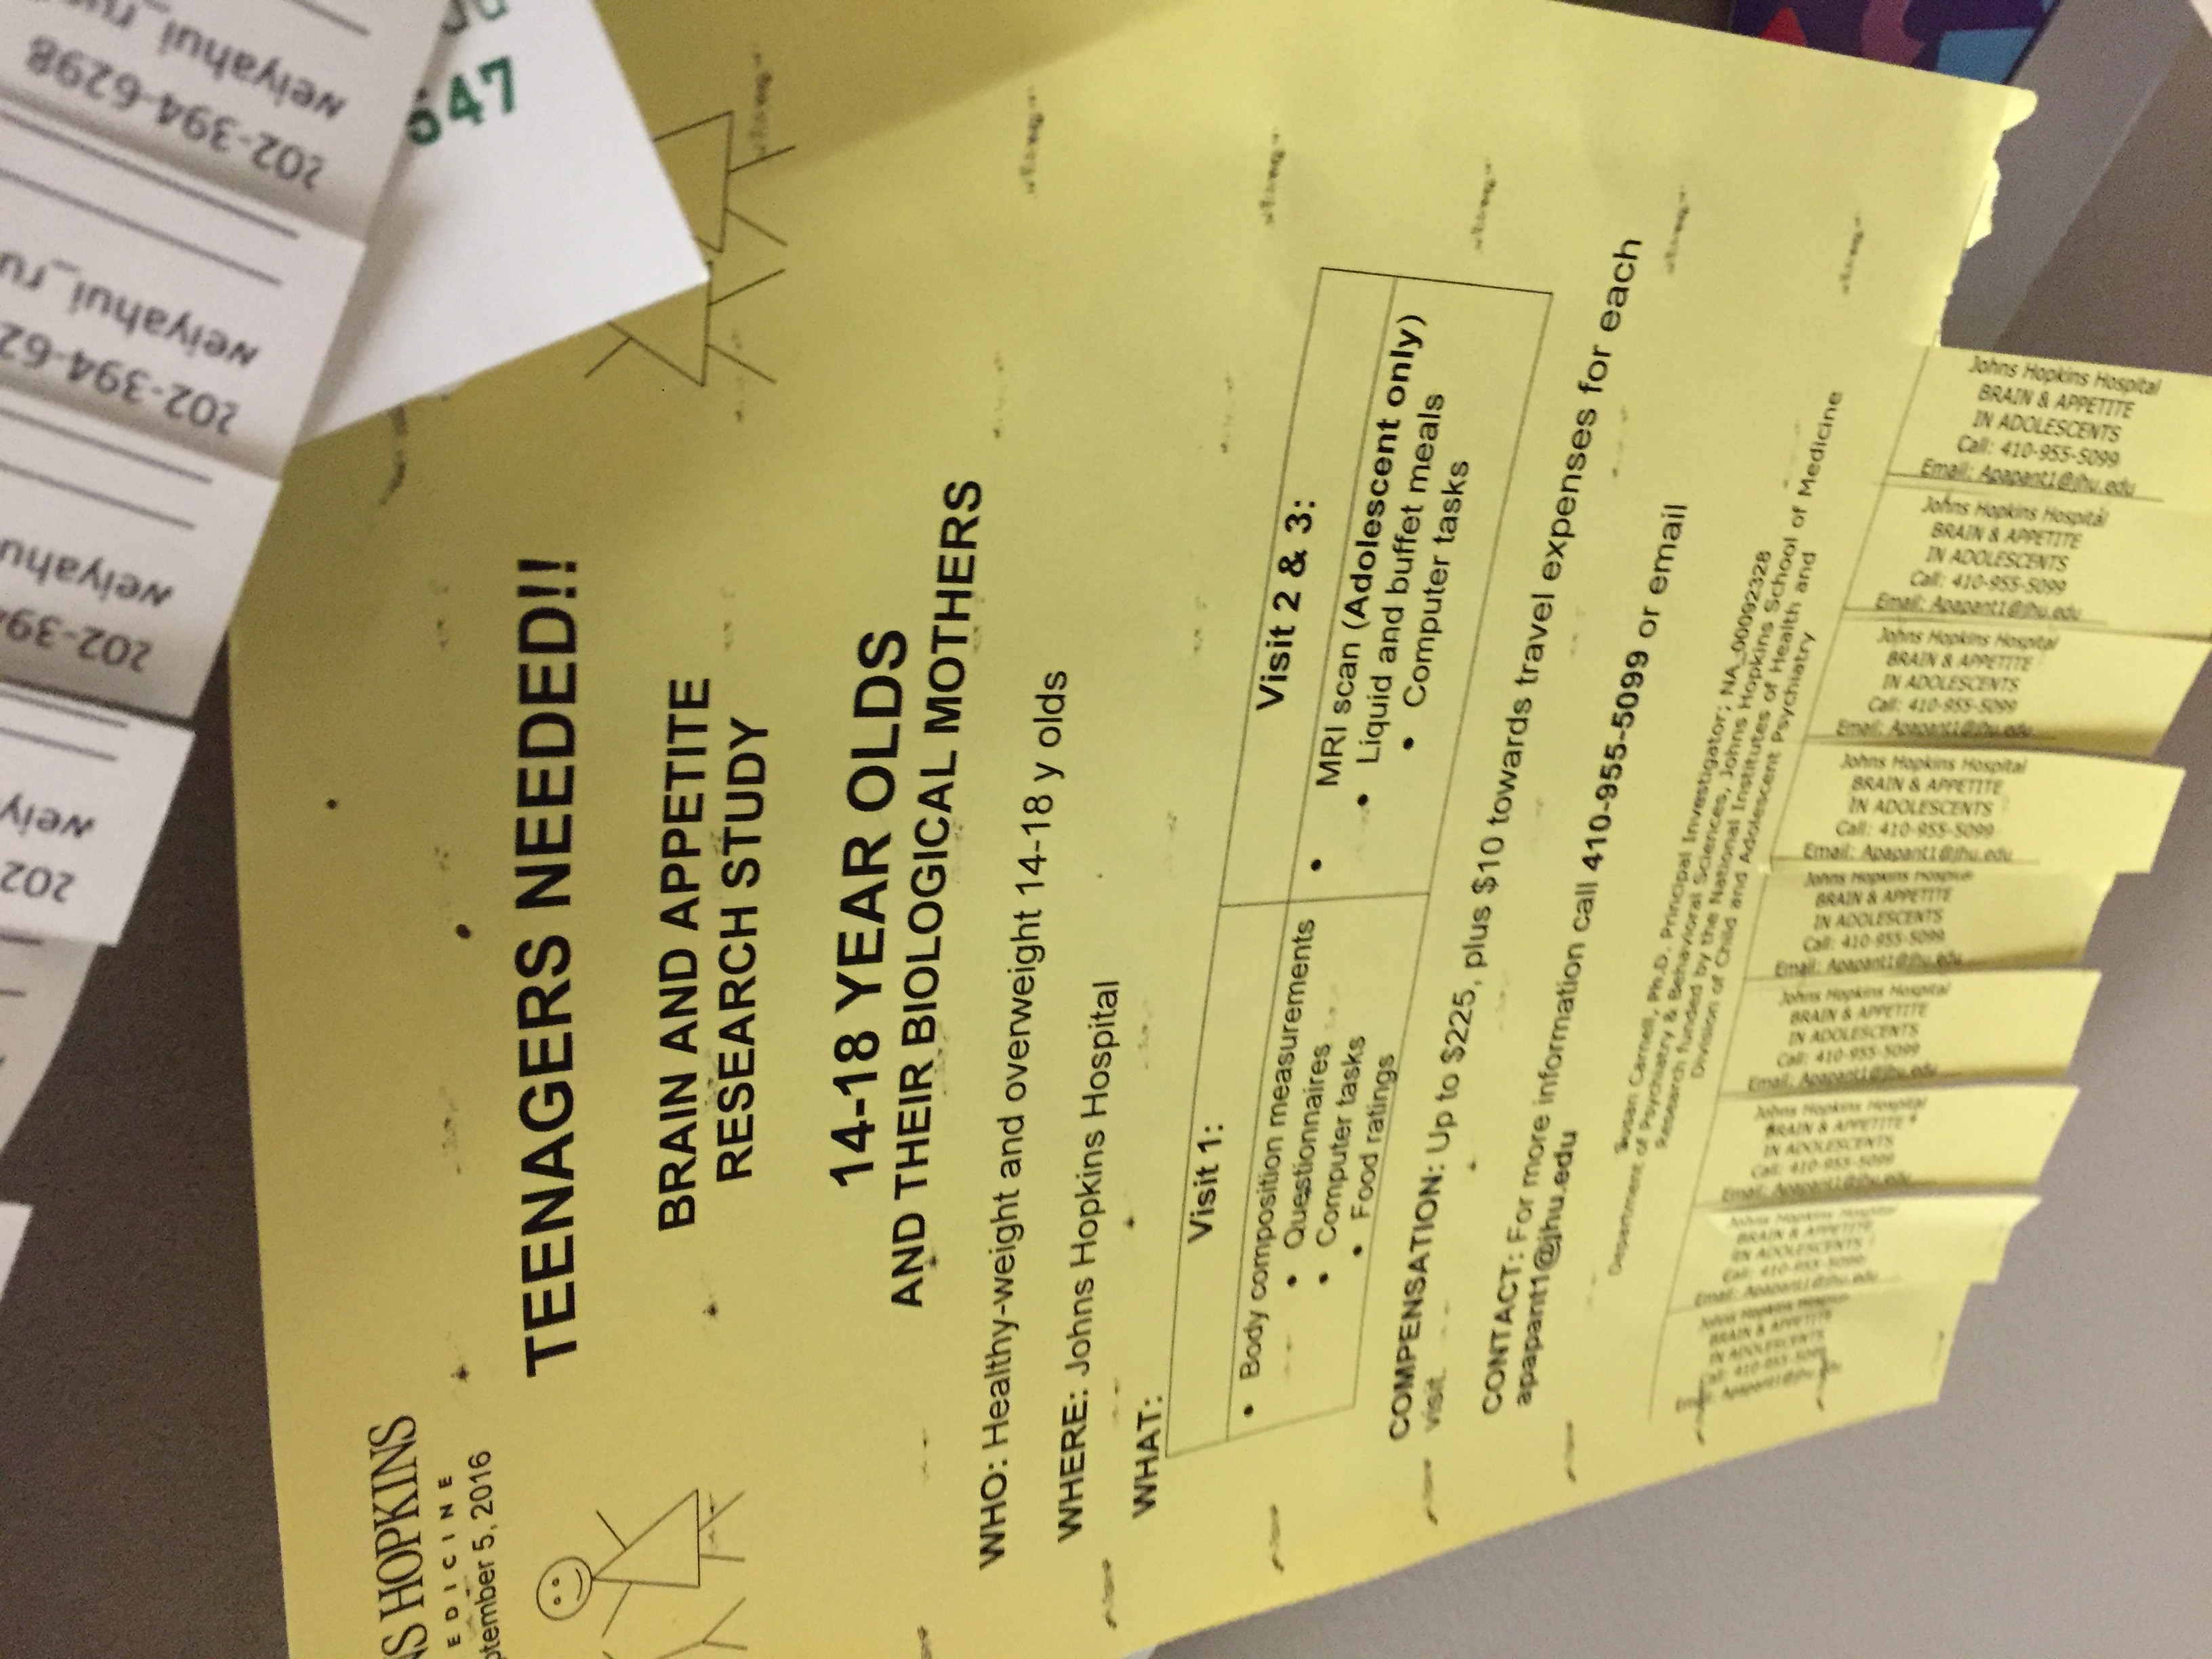 202
weiy
202-394
weiyahu
202-394-62
weiyahui_ru
202-394-6298
weiyahui_ru
647
NS HOPKINS
EDICINE
ptember 5, 2016
TEENAGERS NEEDED!!
BRAIN AND APPETITE
RESEARCH STUDY
14-18 YEAR OLDS
AND THEIR BIOLOGICAL MOTHERS
WHO: Healthy-weight and overweight 14-18 y olds
WHERE: Johns Hopkins Hospital
WHAT:
Visit 1:
• Body composition measurements
• Questionnaires
• Computer tasks
• Food ratings
Visit 2 & 3:
• MRI scan (Adolescent only)
• Liquid and buffet meals
• Computer tasks
COMPENSATION: Up to $225, plus $10 towards travel expenses for each
visit.
CONTACT: For more information call 410-955-5099 or email
apapant1@jhu.edu
Susan Carnell, Ph.D. Principal Investigator; NA_00092328
Department of Psychiatry & Behavioral Sciences, Johns Hopkins School of Medicine
Research funded by the National Institutes of Health and
Division of Child and Adolescent Psychiatry
Johns Hopkins Hospital
BRAIN & APPETITE
IN ADOLESCENTS
Call: 410-955-5099
Email: Apapant1@jhu.edu
Johns Hopkins Hospital
BRAIN & APPETITE
IN ADOLESCENTS
Call: 410-955-5099
Email: Apapant1@jhu.edu
Johns Hopkins Hospital
BRAIN & APPETITE
IN ADOLESCENTS
Call: 410-955-5099
Email: Apapant1@jhu.edu
Johns Hopkins Hospital
BRAIN & APPETITE
IN ADOLESCENTS
Call: 410-955-5099
Email: Apapant1@jhu.edu
Johns Hopkins Hospital
BRAIN & APPETITE
IN ADOLESCENTS
Call: 410-955-5099
Email: Apapant1@jhu.edu
Johns Hopkins Hospital
BRAIN & APPETITE
IN ADOLESCENTS
Call: 410-955-5099
Email: Apapant1@jhu.edu
Johns Hopkins Hospital
BRAIN & APPETITE
IN ADOLESCENTS
Call: 410-955-5099
Email: Apapant1@jhu.edu
Johns Hopkins Hospital
BRAIN & APPETITE
IN ADOLESCENTS
Call: 410-955-5099
Email: Apapant1@jhu.edu
Johns Hopkins Hospital
BRAIN & APPETITE
IN ADOLESCENTS
Call: 410-955-5099
Email: Apapant1@jhu.edu